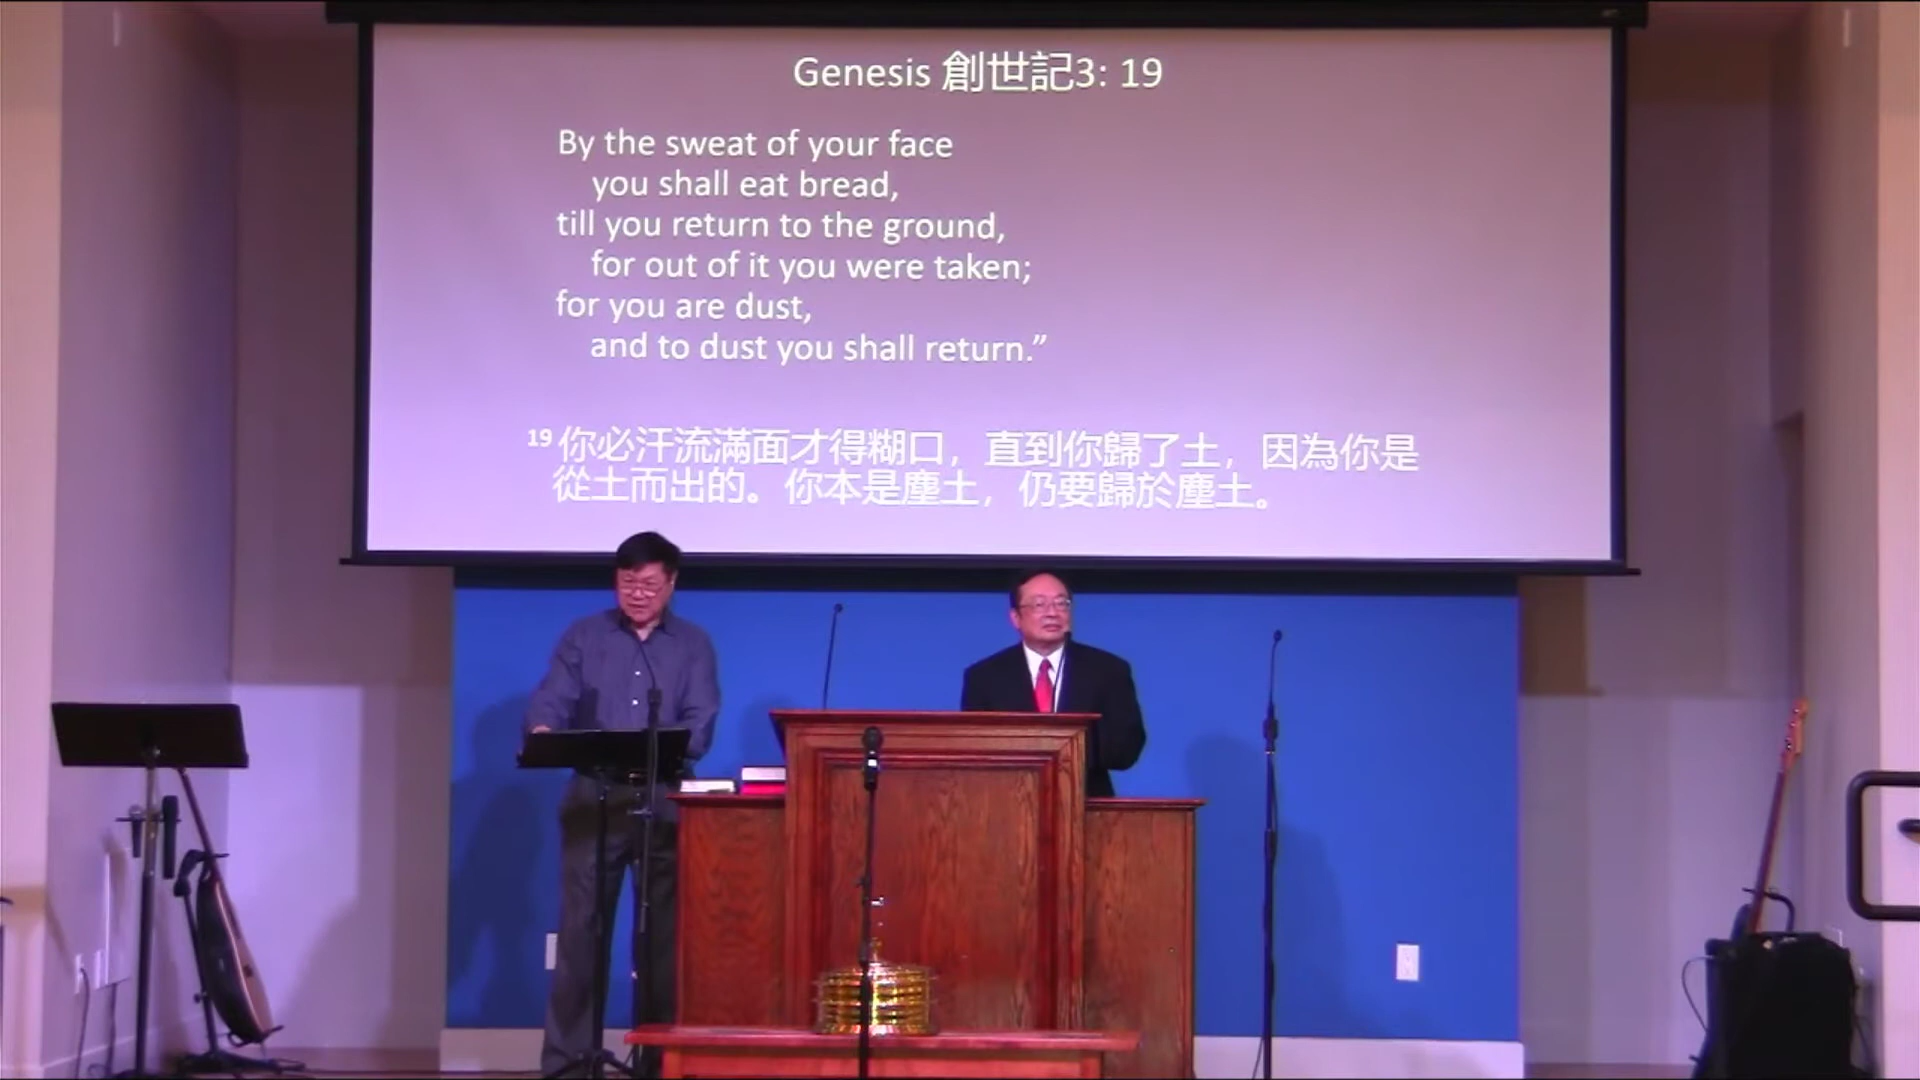 Genesis 創世記3: 19
By the sweat of your face
you shall eat bread,
till you return to the ground,
for out of it you were taken;
for you are dust,
and to dust you shall return.”
19 你必汗流滿面才得糊口，直到你歸了土，因為你是
從土而出的。你本是塵土，仍要歸於塵土。